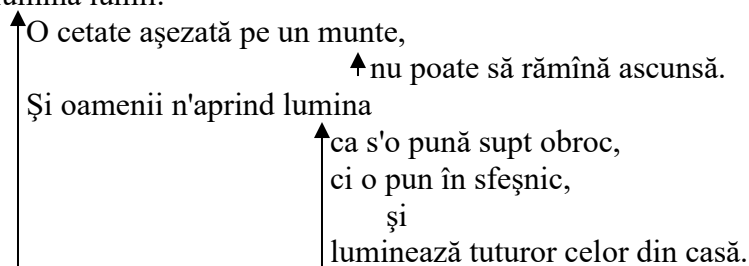 O cetate aşezată pe un munte,
nu poate să rămînă ascunsă.
Şi oamenii n'aprind lumina
ca s'o pună supt obroc,
ci o pun în sfeşnic,
şi
luminează tuturor celor din casă.